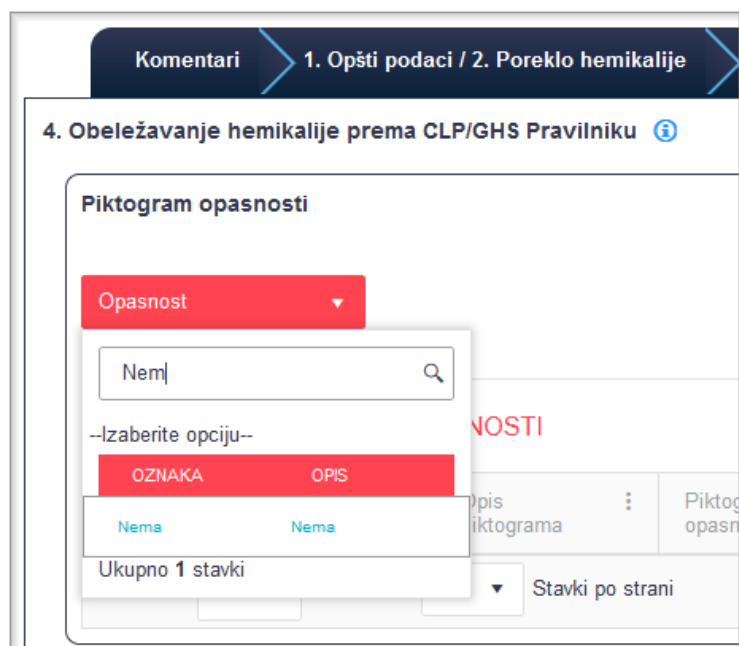 Komentari
1. Opšti podaci / 2. Poreklo hemikalije
4. Obeležavanje hemikalije prema CLP/GHS Pravilniku
Piktogram opasnosti
Opasnost
Nem
--Izaberite opciju--
NOSTI
OZNAKA OPIS
Opis
piktograma
Piktog
opasn
Nema Nema
Ukupno 1 stavki
Stavki po strani